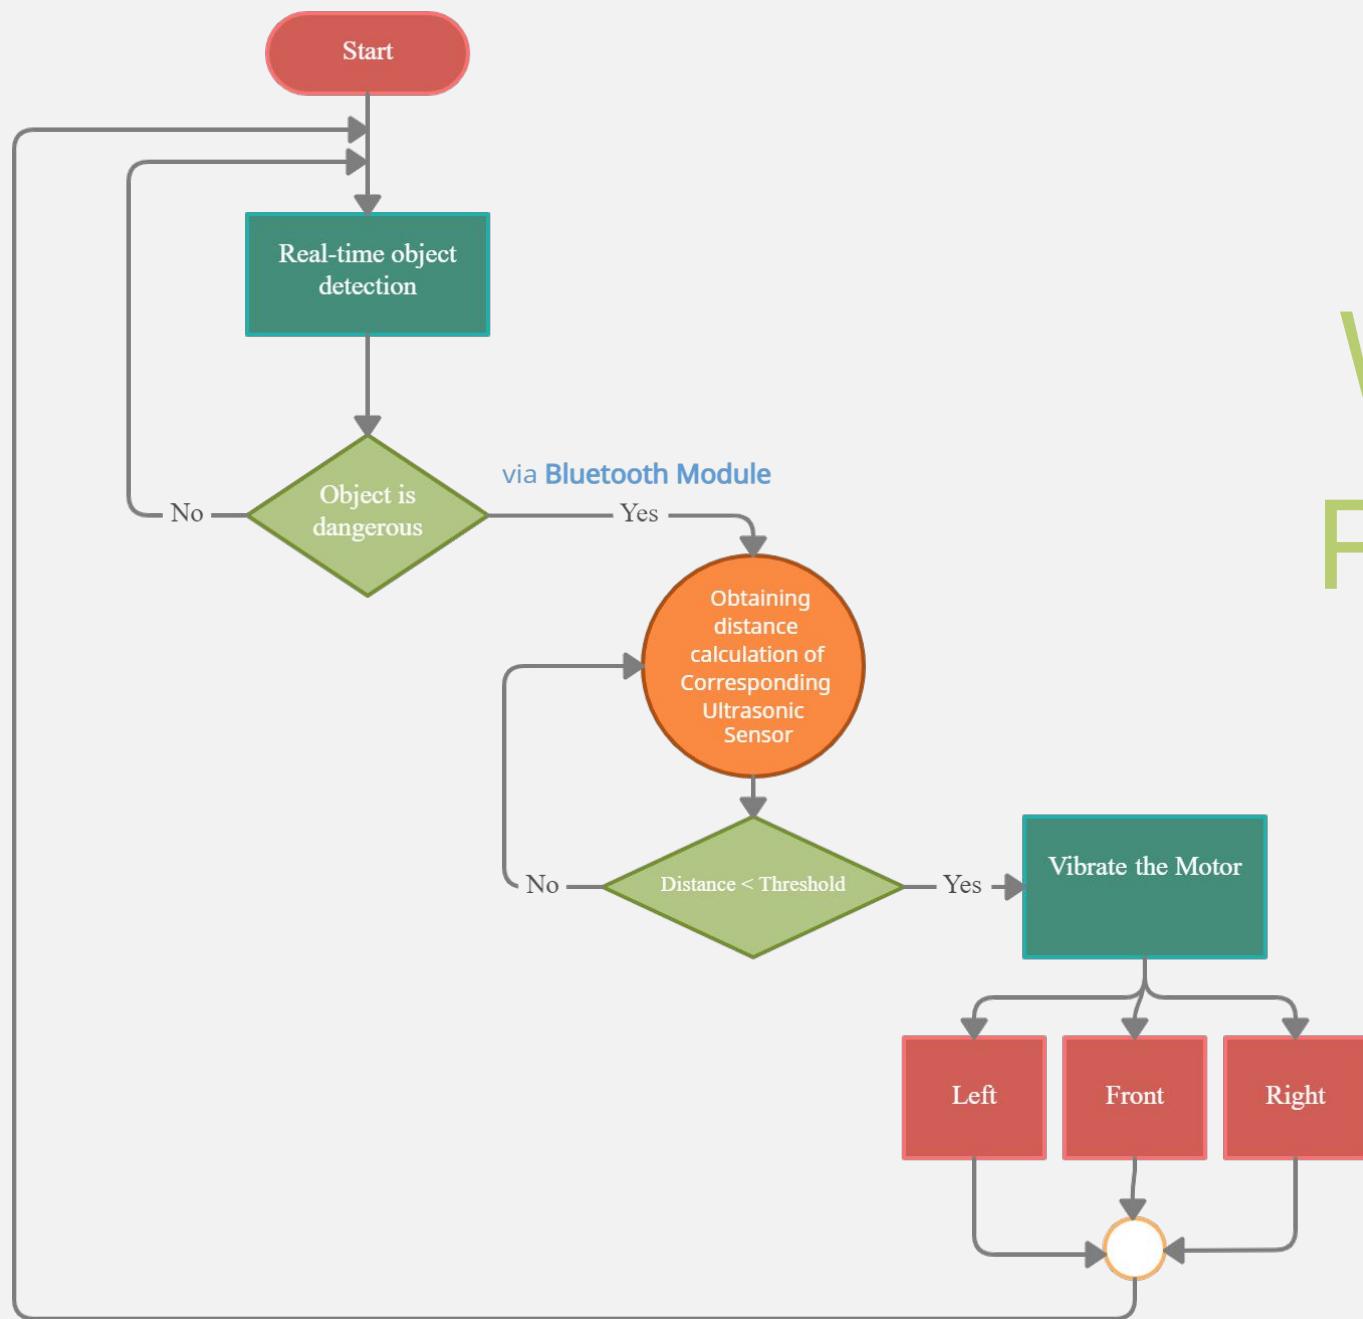 Start
Real-time object
detection
Object is
dangerous
No
via Bluetooth Module
Yes
Obtaining
distance
calculation of
Corresponding
Ultrasonic
Sensor
Distance < Threshold
No
Yes
Vibrate the Motor
Left
Front
Right